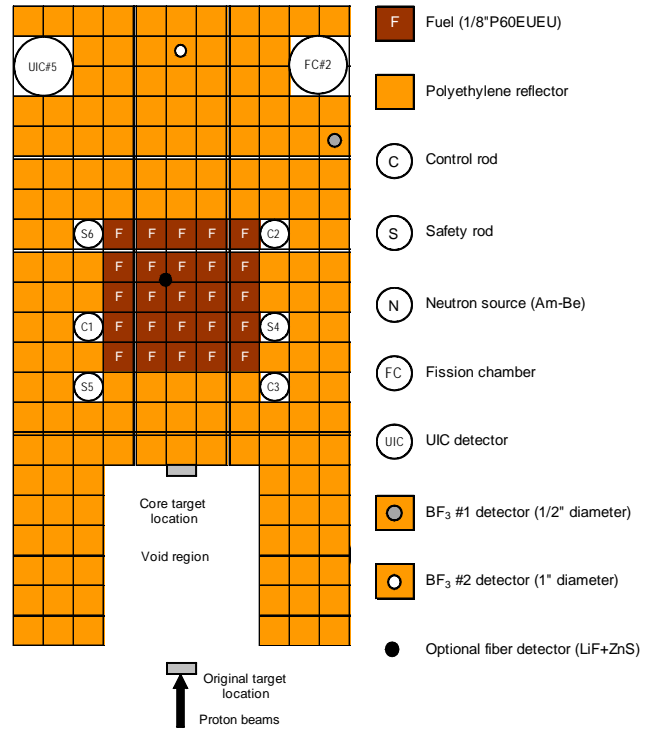 UIC#5
FC#2
S6 F F F F F C2
F F F F F
F F F F F
C1 F F F F F S4
F F F F F
S5 C3
Core target
location
Void region
Original target
location
Proton beams
F Fuel (1/8"P60EUEU)
Polyethylene reflector
C Control rod
S Safety rod
N Neutron source (Am-Be)
FC Fission chamber
UIC UIC detector
BF₃ #1 detector (1/2" diameter)
BF₃ #2 detector (1" diameter)
Optional fiber detector (LiF+ZnS)